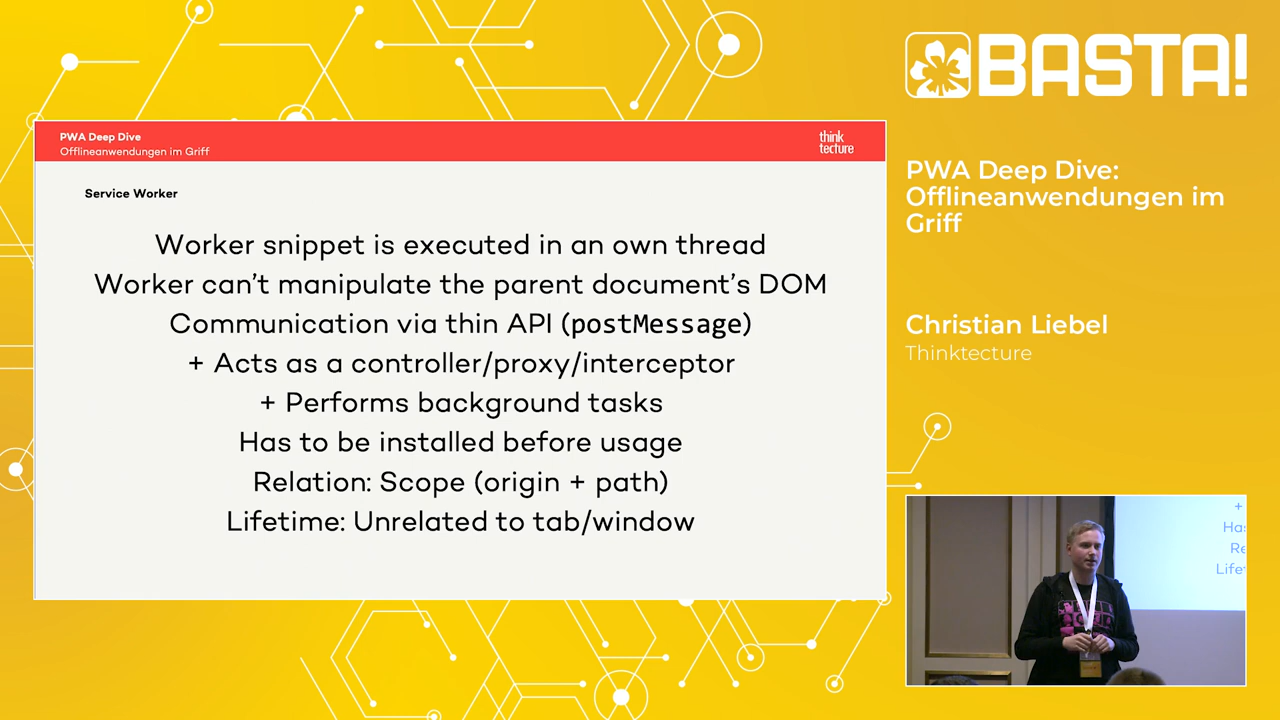 PWA Deep Dive
Offlineanwendungen im Griff
think
tecture
Service Worker
Worker snippet is executed in an own thread
Worker can’t manipulate the parent document’s DOM
Communication via thin API (postMessage)
+ Acts as a controller/proxy/interceptor
+ Performs background tasks
Has to be installed before usage
Relation: Scope (origin + path)
Lifetime: Unrelated to tab/window
BASTA!
PWA Deep Dive:
Offlineanwendungen im
Griff
Christian Liebel
Thinktecture
+
Has
Re
Lifet